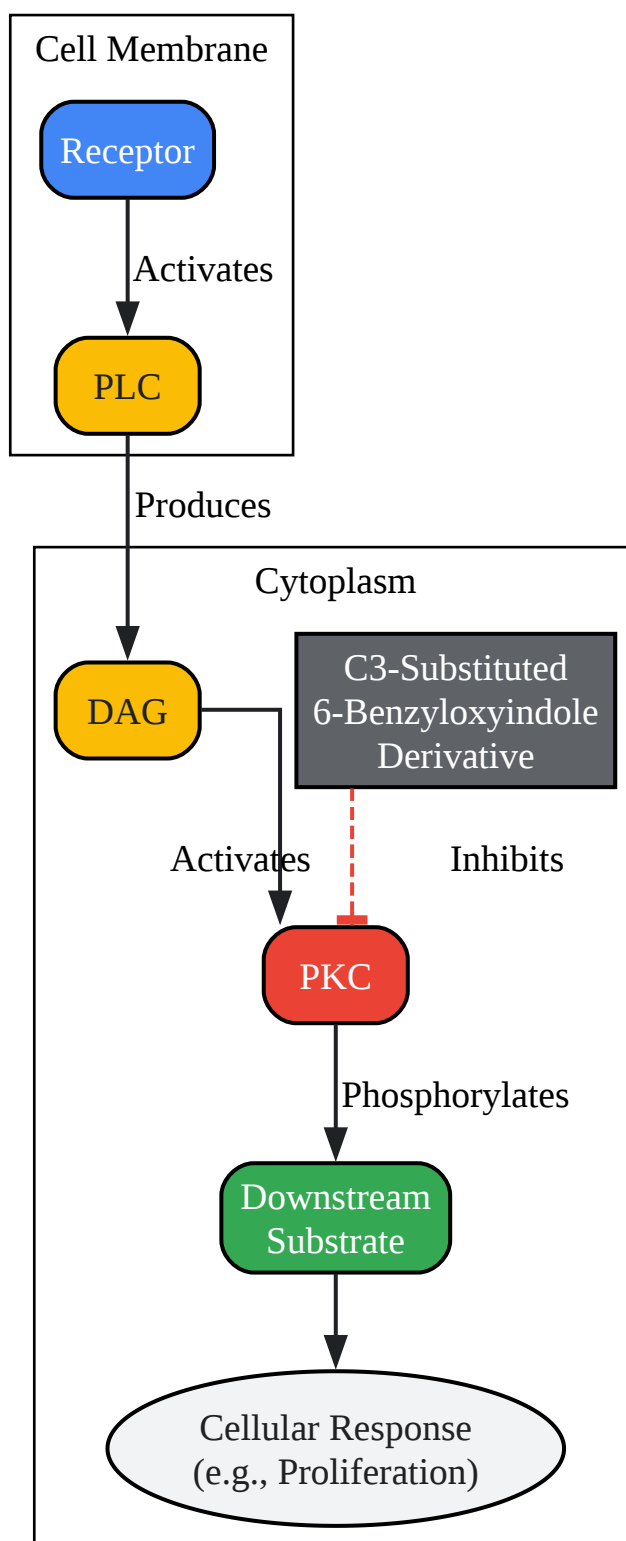 Cell Membrane
Receptor
Activates
PLC
Produces
Cytoplasm
DAG
C3-Substituted
6-Benzyloxyindole
Derivative
Activates
Inhibits
PKC
Phosphorylates
Downstream
Substrate
Cellular Response
(e.g., Proliferation)